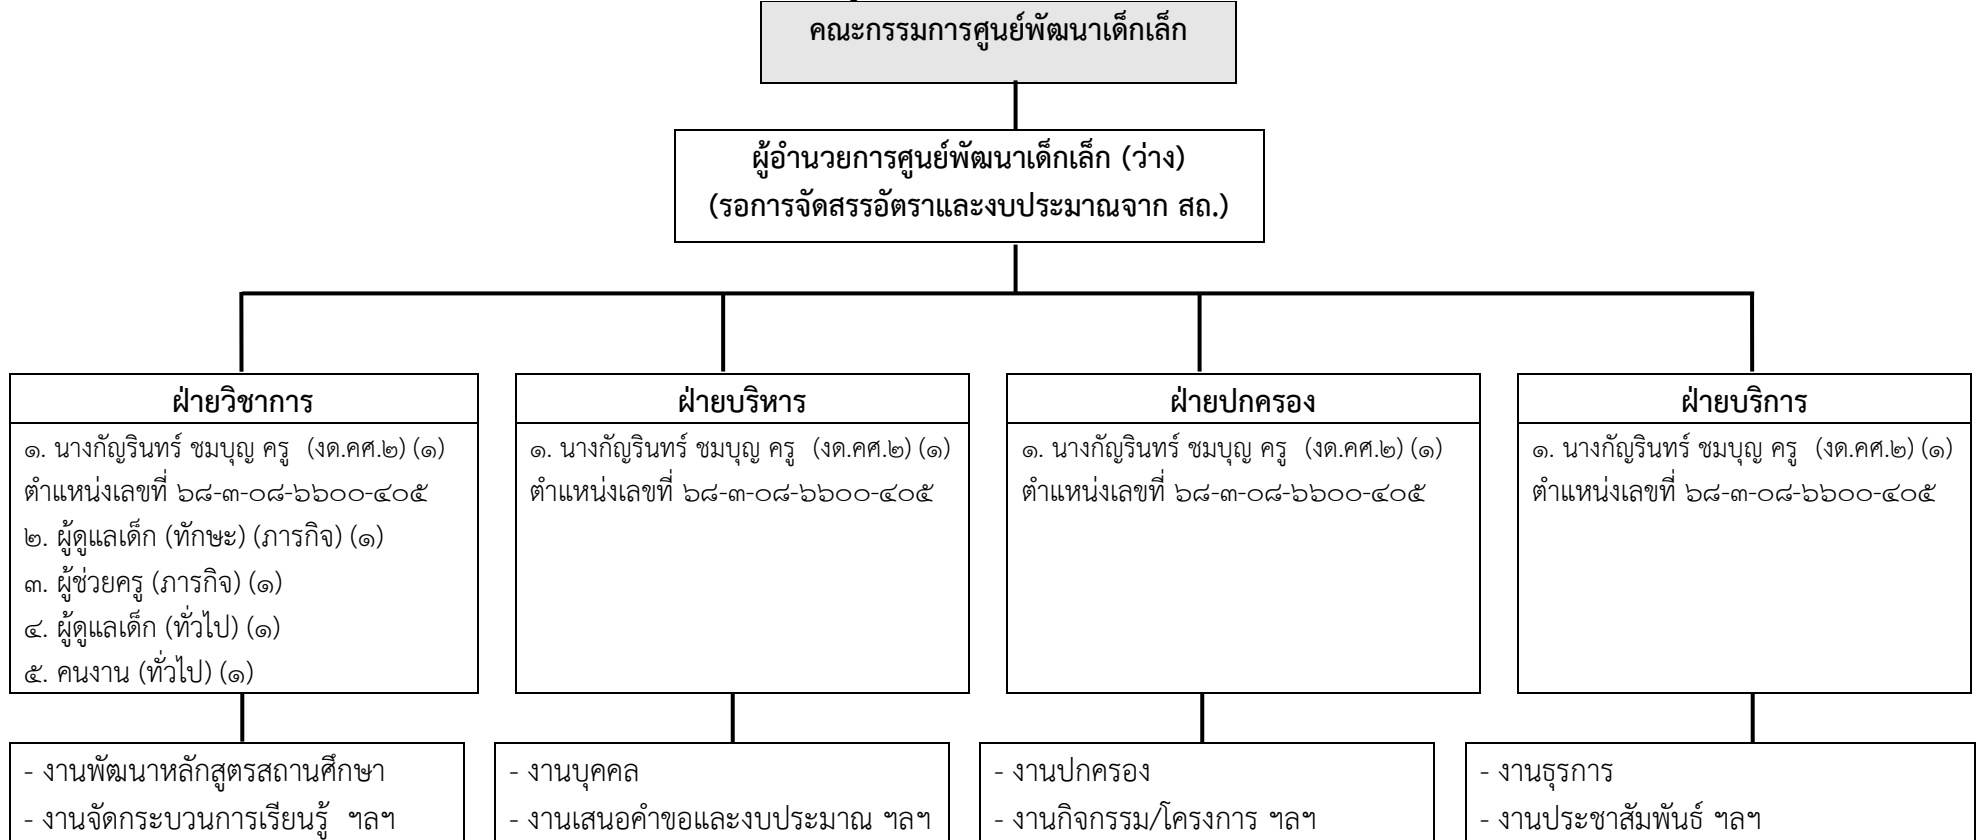 คณะกรรมการศูนย์พัฒนาเด็กเล็ก
ผู้อำนวยการศูนย์พัฒนาเด็กเล็ก (ว่าง)
(รอการจัดสรรอัตราและงบประมาณจาก สถ.)
ฝ่ายวิชาการ
๑. นางกัญรินทร์ ชมบุญ ครู (งด.คศ.๒) (๑)
ตำแหน่งเลขที่ ๖๘-๓-๐๘-๖๖๐๐-๔๐๕
๒. ผู้ดูแลเด็ก (ทักษะ) (ภารกิจ) (๑)
๓. ผู้ช่วยครู (ภารกิจ) (๑)
๔. ผู้ดูแลเด็ก (ทั่วไป) (๑)
๕. คนงาน (ทั่วไป) (๑)
- งานพัฒนาหลักสูตรสถานศึกษา
- งานจัดกระบวนการเรียนรู้ ฯลฯ
ฝ่ายบริหาร
๑. นางกัญรินทร์ ชมบุญ ครู (งด.คศ.๒) (๑)
ตำแหน่งเลขที่ ๖๘-๓-๐๘-๖๖๐๐-๔๐๕
- งานบุคคล
- งานเสนอคำขอและงบประมาณ ฯลฯ
ฝ่ายปกครอง
๑. นางกัญรินทร์ ชมบุญ ครู (งด.คศ.๒) (๑)
ตำแหน่งเลขที่ ๖๘-๓-๐๘-๖๖๐๐-๔๐๕
- งานปกครอง
- งานกิจกรรม/โครงการ ฯลฯ
ฝ่ายบริการ
๑. นางกัญรินทร์ ชมบุญ ครู (งด.คศ.๒) (๑)
ตำแหน่งเลขที่ ๖๘-๓-๐๘-๖๖๐๐-๔๐๕
- งานธุรการ
- งานประชาสัมพันธ์ ฯลฯ